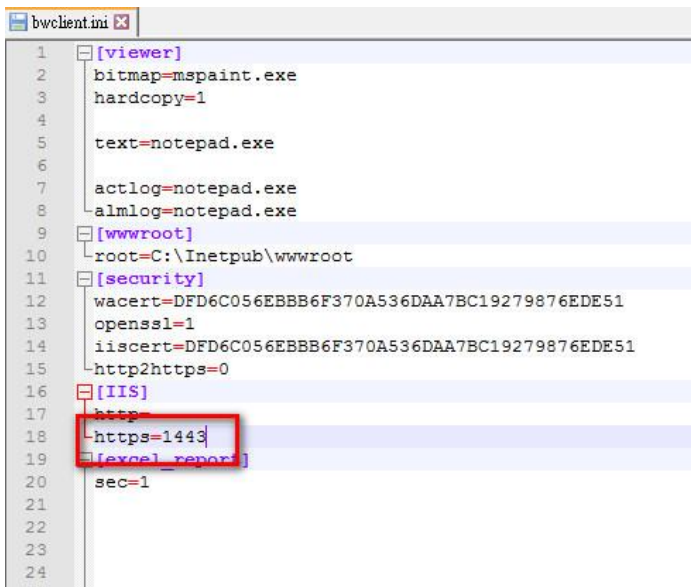 bwclient.ini
1 [viewer]
2 bitmap=mspaint.exe
3 hardcopy=1
4
5 text=notepad.exe
6
7 actlog=notepad.exe
8 almlog=notepad.exe
9 [wwwroot]
10 root=C:\Inetpub\wwwroot
11 [security]
12 wacert=DFD6C056EBBB6F370A536DAA7BC19279876EDE51
13 openssl=1
14 iiscert=DFD6C056EBBB6F370A536DAA7BC19279876EDE51
15 http2https=0
16 [IIS]
17 http=
18 https=1443
19 [excel_report]
20 sec=1
21
22
23
24